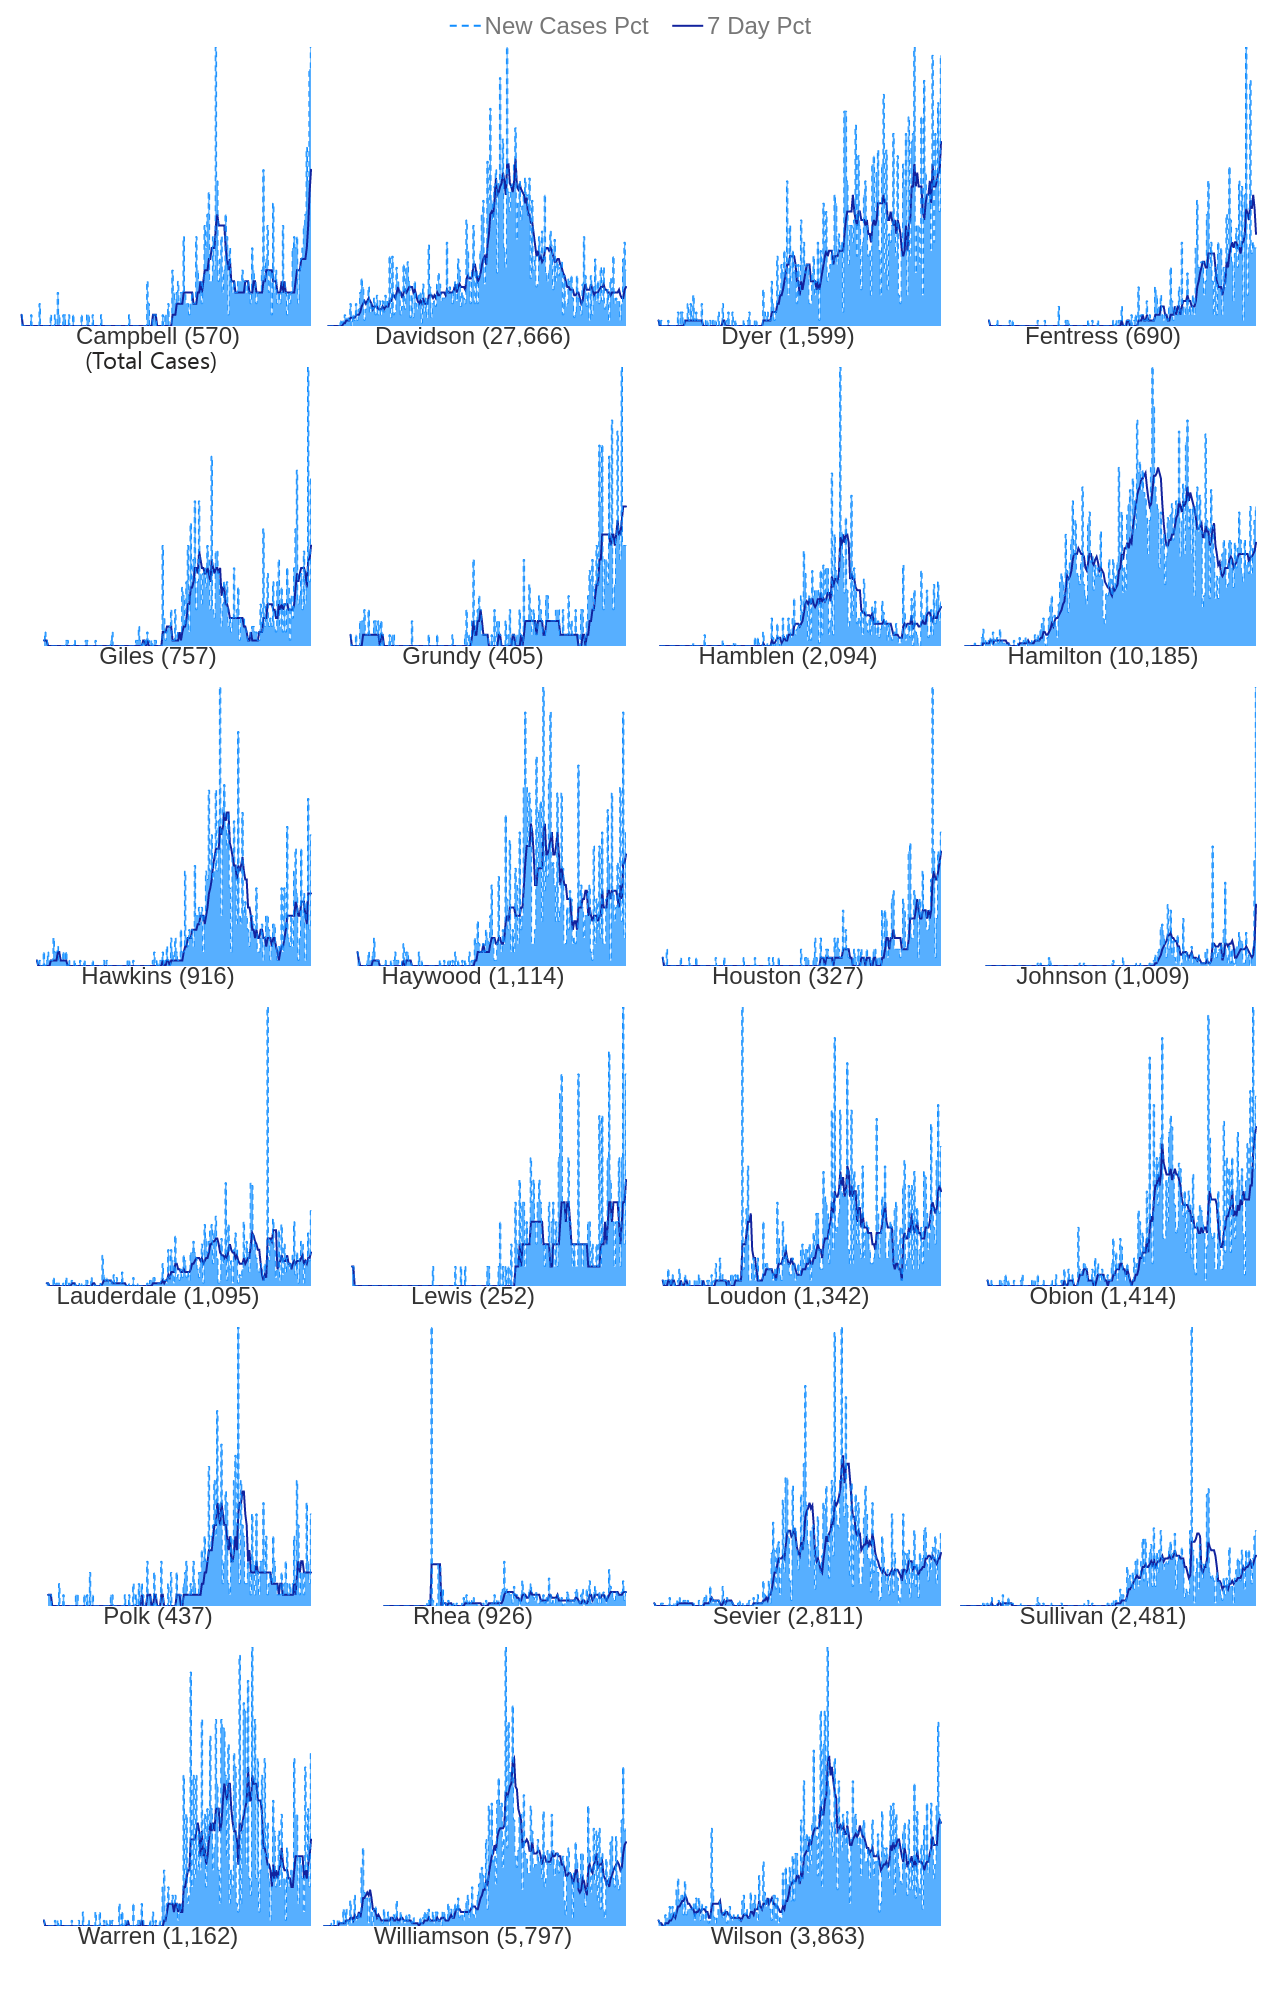 New Cases Pct 7 Day Pct
Campbell (570) Davidson (27,666) Dyer (1,599) Fentress (690)
(Total Cases)
Giles (757) Grundy (405) Hamblen (2,094) Hamilton (10,185)
Hawkins (916) Haywood (1,114) Houston (327) Johnson (1,009)
Lauderdale (1,095) Lewis (252) Loudon (1,342) Obion (1,414)
Polk (437) Rhea (926) Sevier (2,811) Sullivan (2,481)
Warren (1,162) Williamson (5,797) Wilson (3,863)